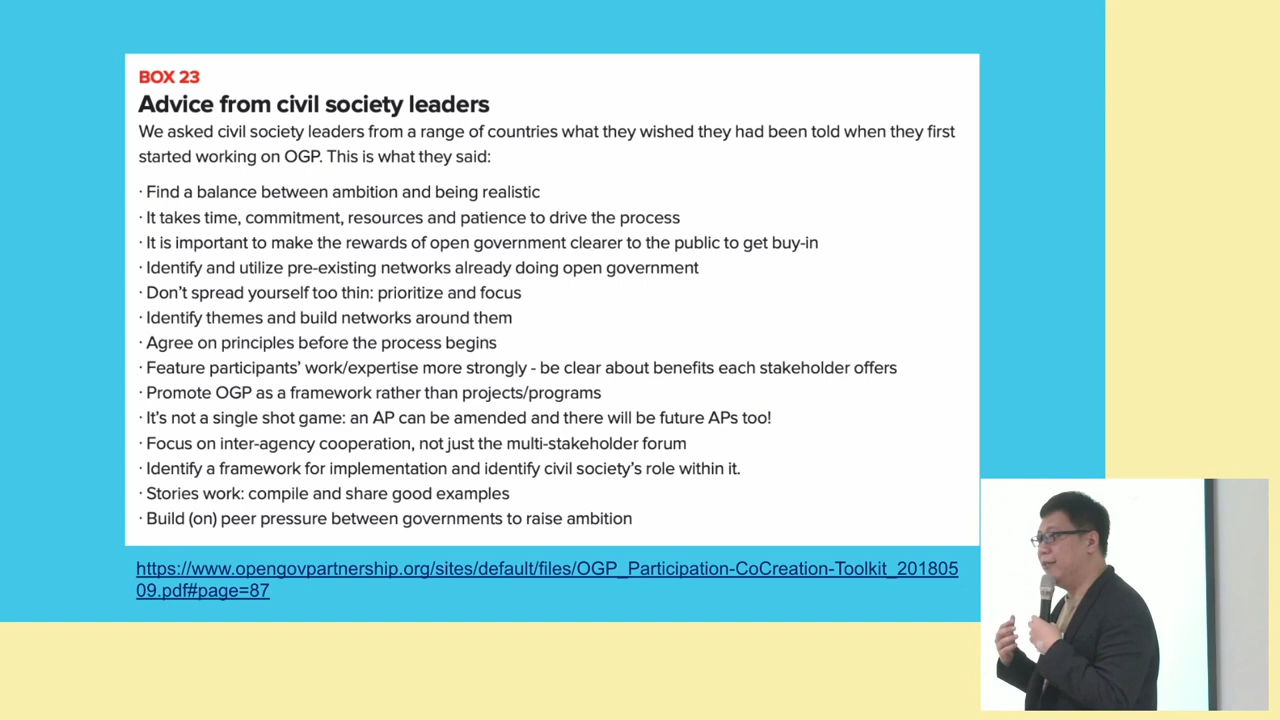 BOX 23
Advice from civil society leaders
We asked civil society leaders from a range of countries what they wished they had been told when they first
started working on OGP. This is what they said:
· Find a balance between ambition and being realistic
· It takes time, commitment, resources and patience to drive the process
· It is important to make the rewards of open government clearer to the public to get buy-in
· Identify and utilize pre-existing networks already doing open government
· Don’t spread yourself too thin: prioritize and focus
· Identify themes and build networks around them
· Agree on principles before the process begins
· Feature participants’ work/expertise more strongly - be clear about benefits each stakeholder offers
· Promote OGP as a framework rather than projects/programs
· It’s not a single shot game: an AP can be amended and there will be future APs too!
· Focus on inter-agency cooperation, not just the multi-stakeholder forum
· Identify a framework for implementation and identify civil society’s role within it.
· Stories work: compile and share good examples
· Build (on) peer pressure between governments to raise ambition
https://www.opengovpartnership.org/sites/default/files/OGP_Participation-CoCreation-Toolkit_201805
09.pdf#page=87